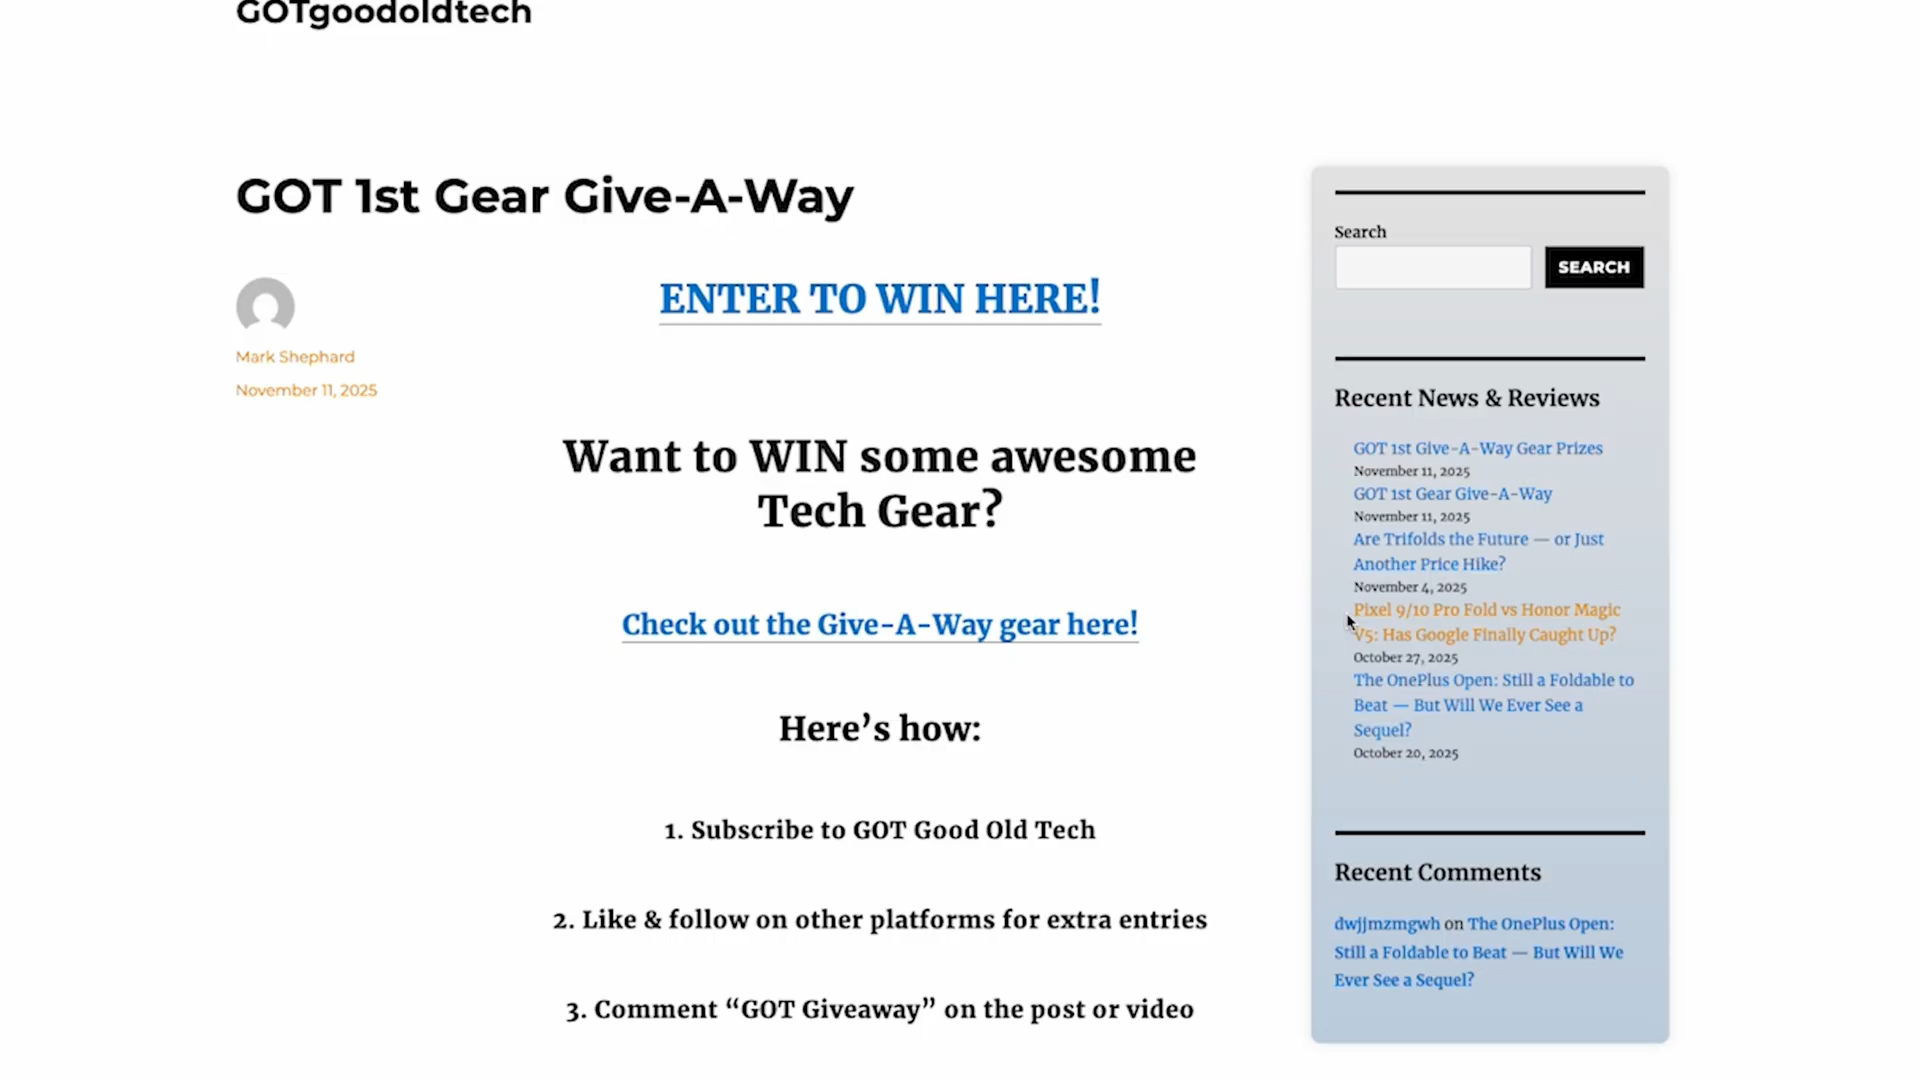 GOTgoodoldtech
GOT 1st Gear Give-A-Way
Mark Shephard
November 11, 2025
ENTER TO WIN HERE!
Want to WIN some awesome
Tech Gear?
Check out the Give-A-Way gear here!
Here's how:
1. Subscribe to GOT Good Old Tech
2. Like & follow on other platforms for extra entries
3. Comment “GOT Giveaway” on the post or video
Search
SEARCH
Recent News & Reviews
GOT 1st Give-A-Way Gear Prizes
November 11, 2025
GOT 1st Gear Give-A-Way
November 11, 2025
Are Trifolds the Future — or Just
Another Price Hike?
November 4, 2025
Pixel 9/10 Pro Fold vs Honor Magic
V5: Has Google Finally Caught Up?
October 27, 2025
The OnePlus Open: Still a Foldable to
Beat — But Will We Ever See a
Sequel?
October 20, 2025
Recent Comments
dwjjmzmgwh on The OnePlus Open:
Still a Foldable to Beat — But Will We
Ever See a Sequel?